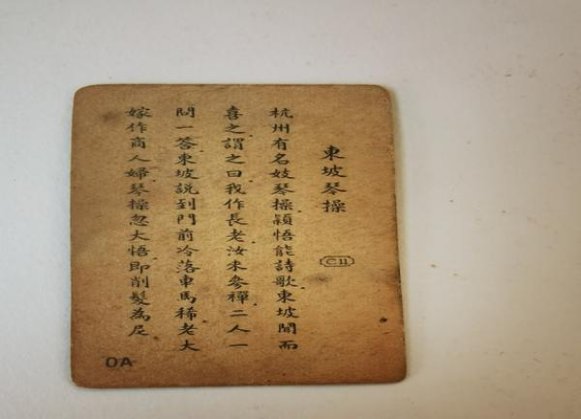 東坡琴操
C11
杭州有名妓琴操穎悟能詩歌東坡聞而
喜之謂之曰我作長老汝未參禪二人一
問一答東坡說到門前冷落車馬稀老大
嫁作商人婦琴操忽大悟即削髮為尼
OA